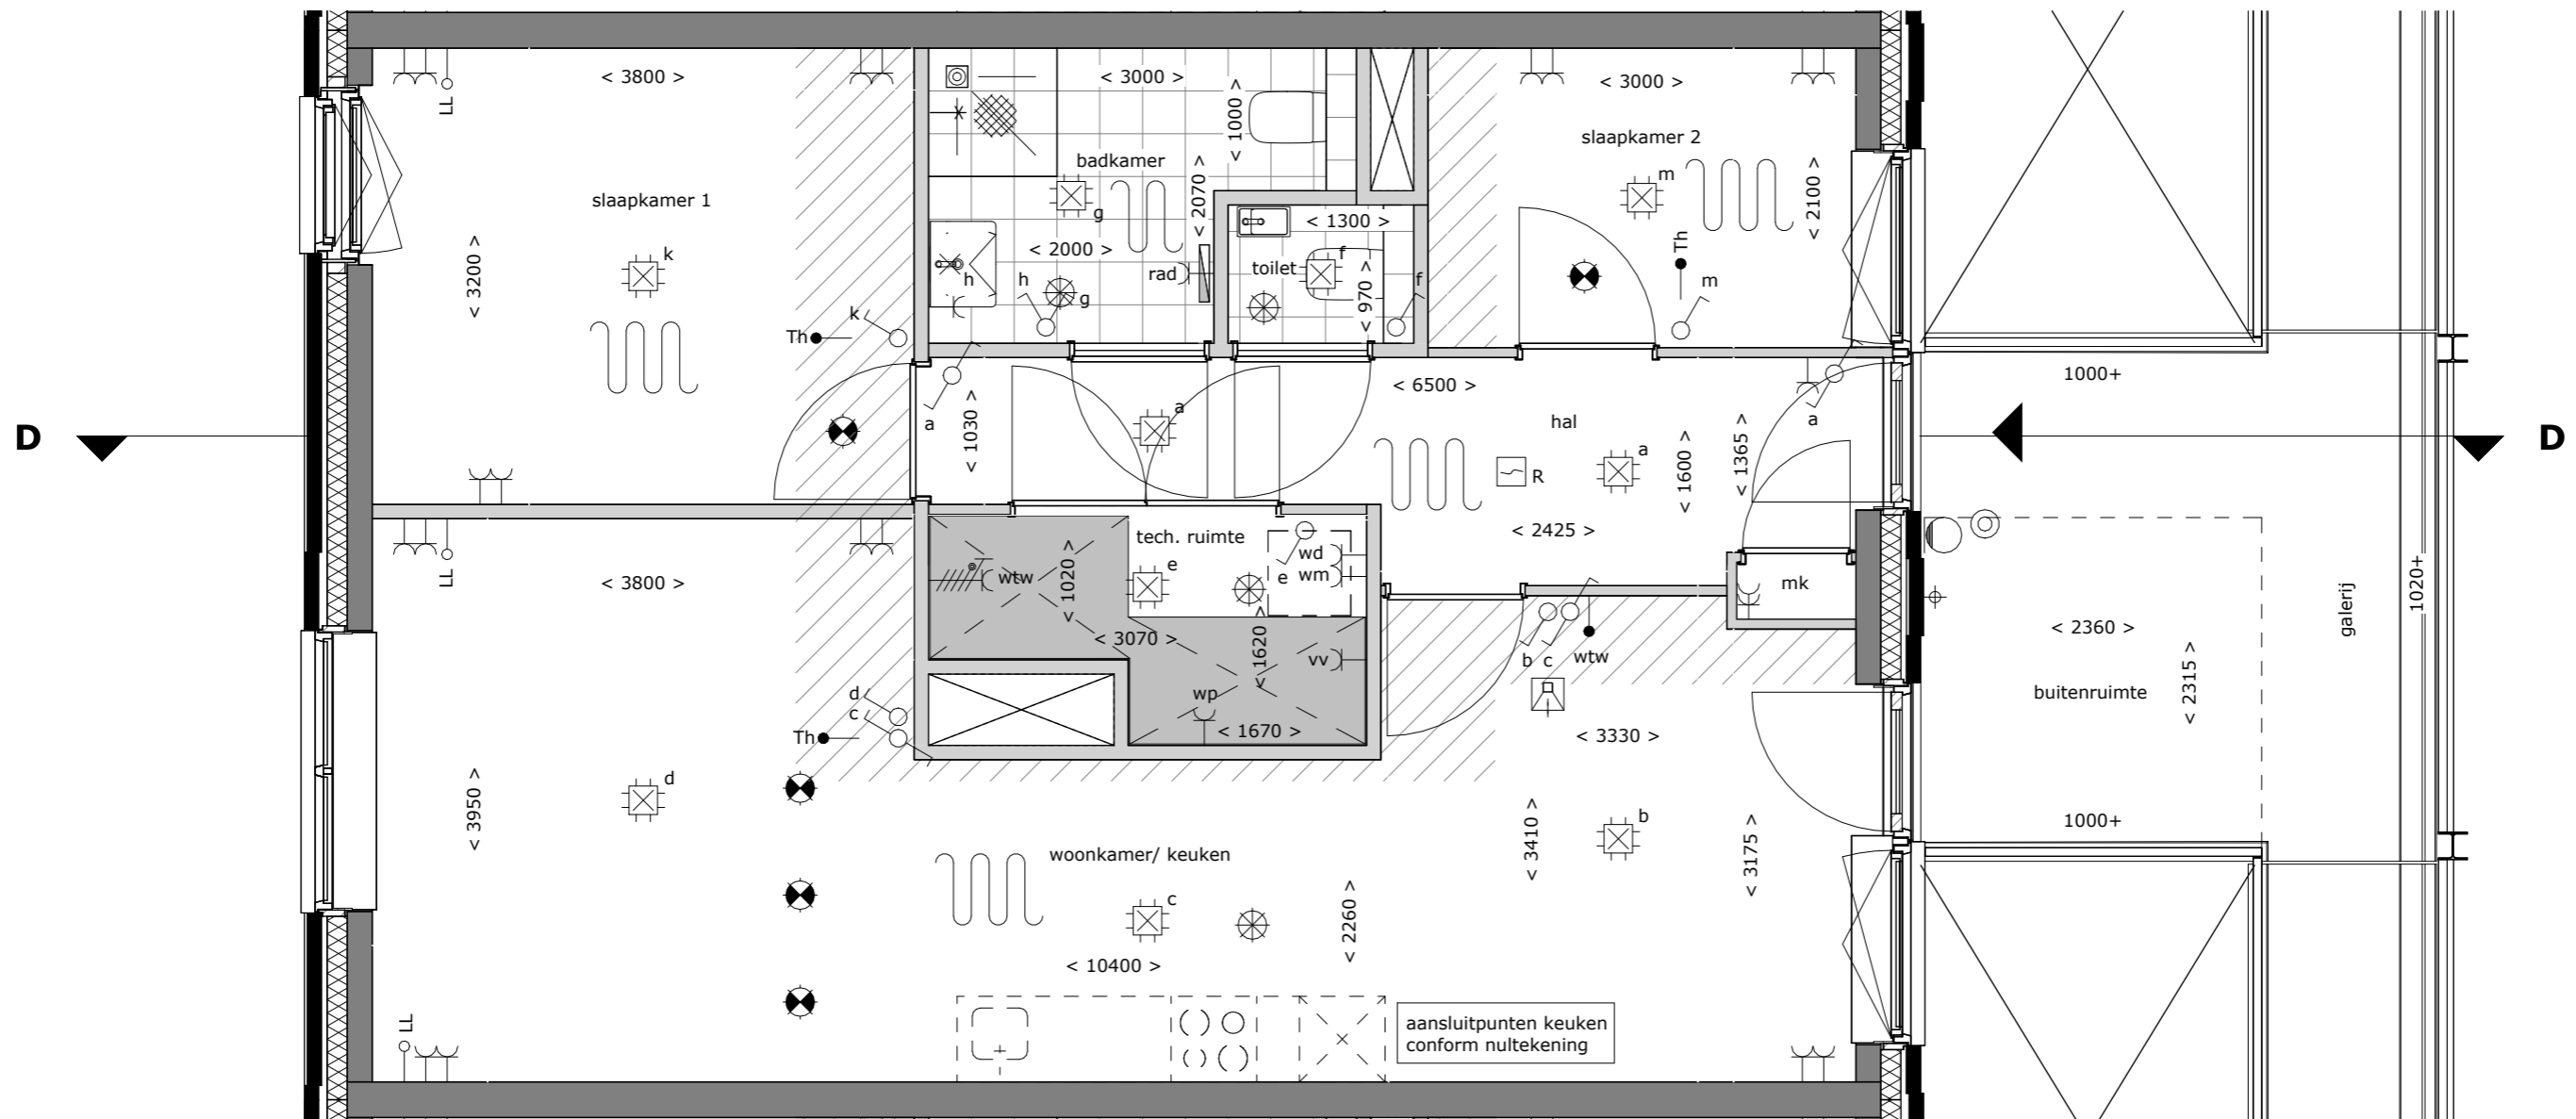 < 3800 >
LL
slaapkamer 1
< 3200 >
k
Th
k
< 3000 >
< 1000 >
badkamer
g
< 2070 >
< 2000 >
h
h
g
rad
< 1300 >
toilet
f
< 970 >
f
< 3000 >
slaapkamer 2
m
< 2100 >
Th
m
D
a
< 1030 >
a
< 6500 >
hal
R
a
< 1600 >
< 1365 >
a
< 2425 >
1000+
D
LL
< 3800 >
wtw
< 1020 >
tech. ruimte
e
e
wd
wm
< 3070 >
< 1620 >
vv
wp
< 1670 >
mk
b c
wtw
< 3330 >
< 2360 >
buitenruimte
< 2315 >
galerij
1020+
1000+
d
c
Th
< 3950 >
d
woonkamer/ keuken
c
< 10400 >
< 2260 >
< 3410 >
b
< 3175 >
LL
aansluitpunten keuken
conform nultekening